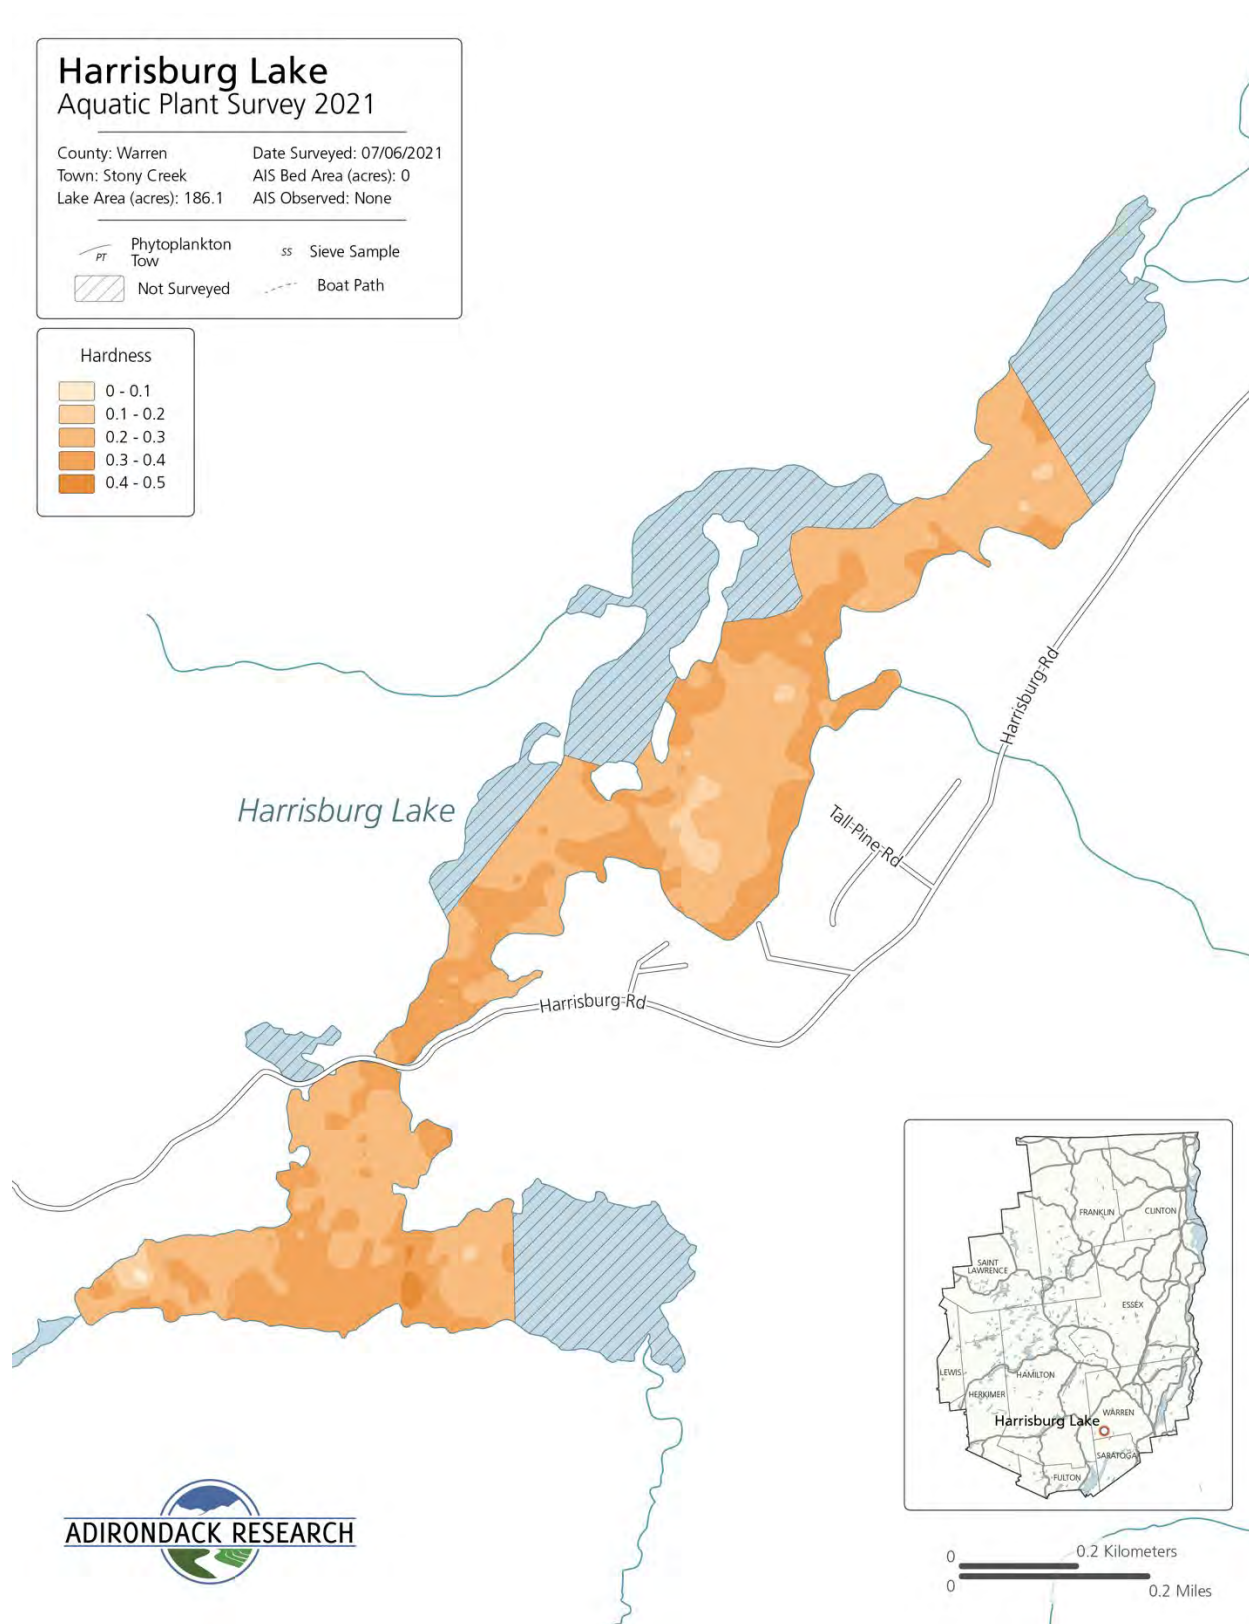 Harrisburg Lake
Aquatic Plant Survey 2021
County: Warren
Date Surveyed: 07/06/2021
Town: Stony Creek
AIS Bed Area (acres): 0
Lake Area (acres): 186.1
AIS Observed: None
PT
Phytoplankton
Tow
SS
Sieve Sample
Not Surveyed
Boat Path
Hardness
0 - 0.1
0.1 - 0.2
0.2 - 0.3
0.3 - 0.4
0.4 - 0.5
Harrisburg-Rd
Harrisburg Lake
Tall-Pine-Rd
Harrisburg-Rd
FRANKLIN
CLINTON
SAINT
LAWRENCE
ESSEX
LEWIS
HAMILTON
HERKIMER
WARREN
Harrisburg Lake
SARATOGA
FULTON
ADIRONDACK RESEARCH
0
0.2 Kilometers
0
0.2 Miles